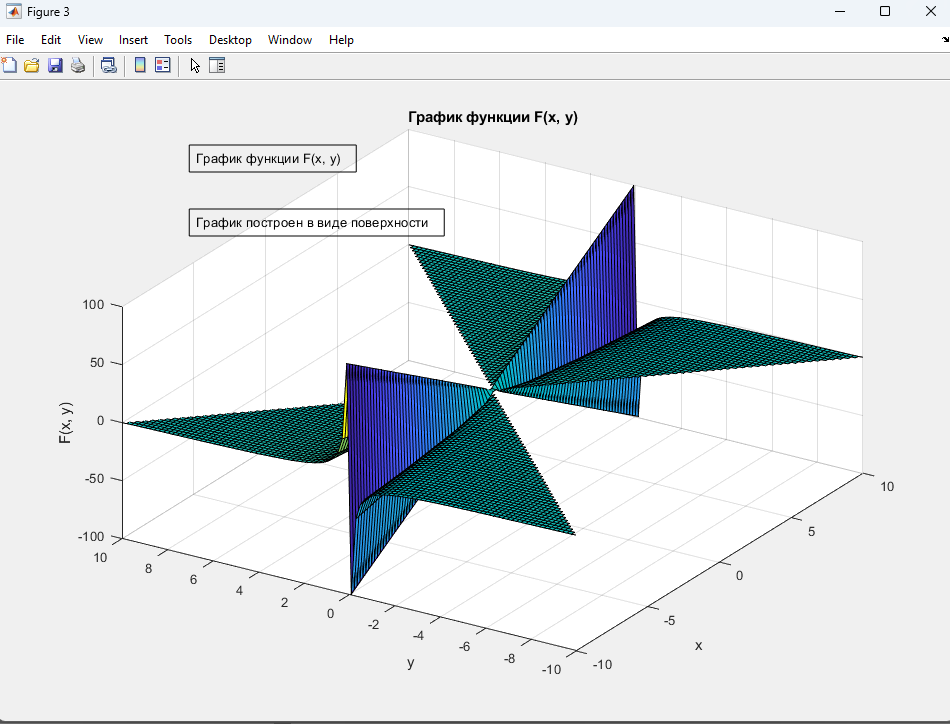 Figure 3
File Edit View Insert Tools Desktop Window Help
График функции F(x, y)
График функции F(x, y)
График построен в виде поверхности
F(x, y)
100
50
0
-50
-100
10
8
6
4
2
0
-2
-4
-6
-8
-10
y
-10
-5
0
5
10
x